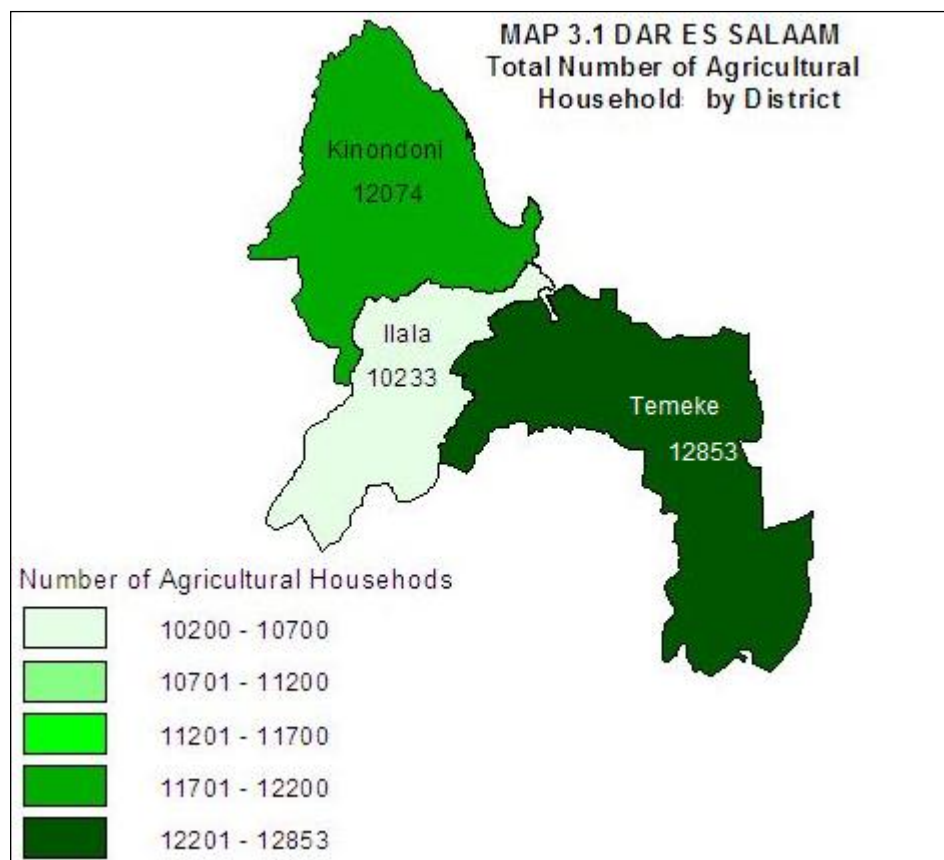 MAP 3.1 DAR ES SALAAM
Total Number of Agricultural
Household by District
Kinondoni
12074
Ilala
10233
Temeke
12853
Number of Agricultural Househods
10200 - 10700
10701 - 11200
11201 - 11700
11701 - 12200
12201 - 12853